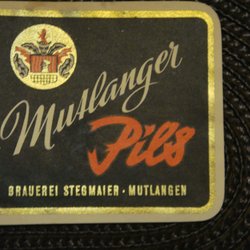 Mutlanger
Pils
BRAUEREI STEGMAIER · MUTLANGEN